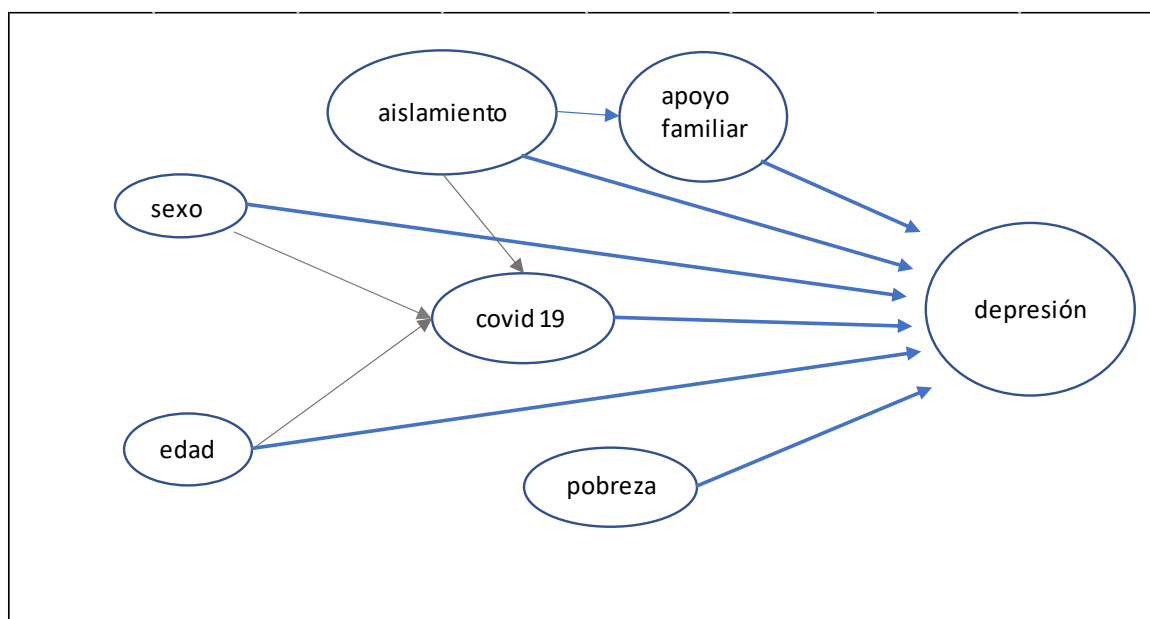 aislamiento
apoyo
familiar
sexo
covid 19
depresión
edad
pobreza